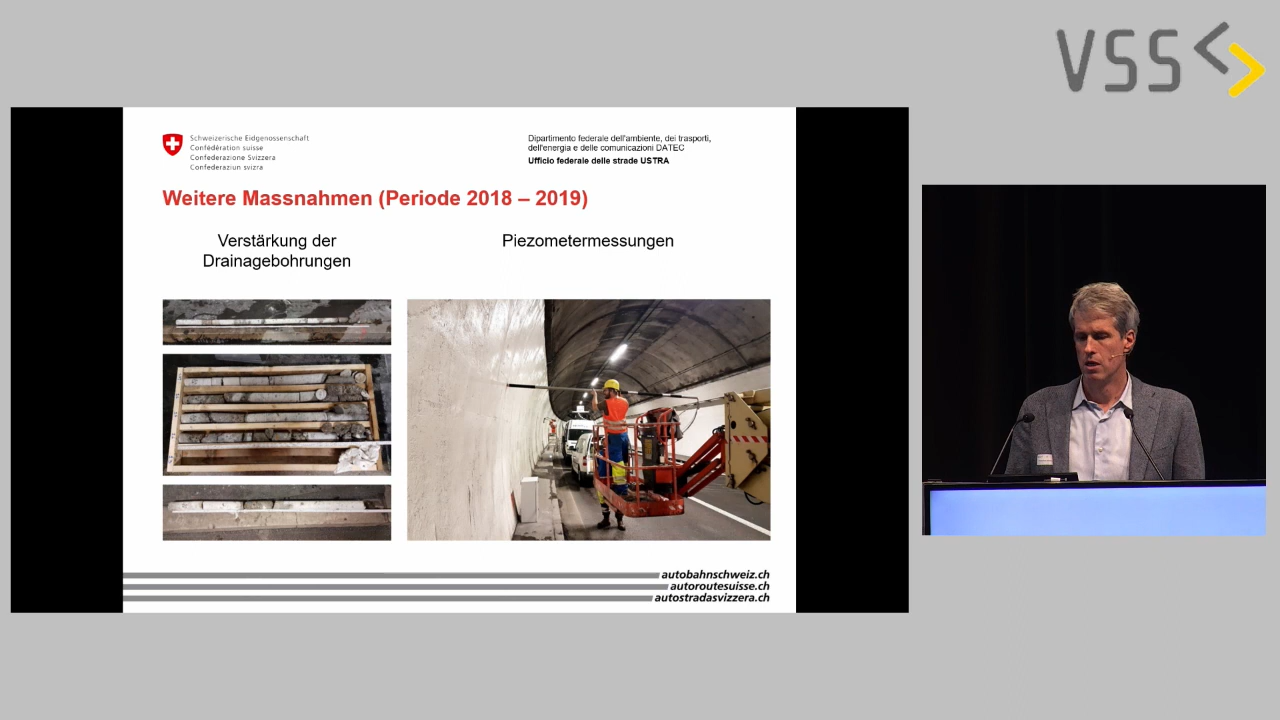 VSS
Schweizerische Eidgenossenschaft
Confédération suisse
Confederazione Svizzera
Confederaziun svizra
Dipartimento federale dell'ambiente, dei trasporti,
dell'energia e delle comunicazioni DATEC
Ufficio federale delle strade USTRA
Weitere Massnahmen (Periode 2018 – 2019)
Verstärkung der
Drainagebohrungen
Piezometermessungen
autobahnschweiz.ch
autoroutesuisse.ch
autostradasvizzera.ch